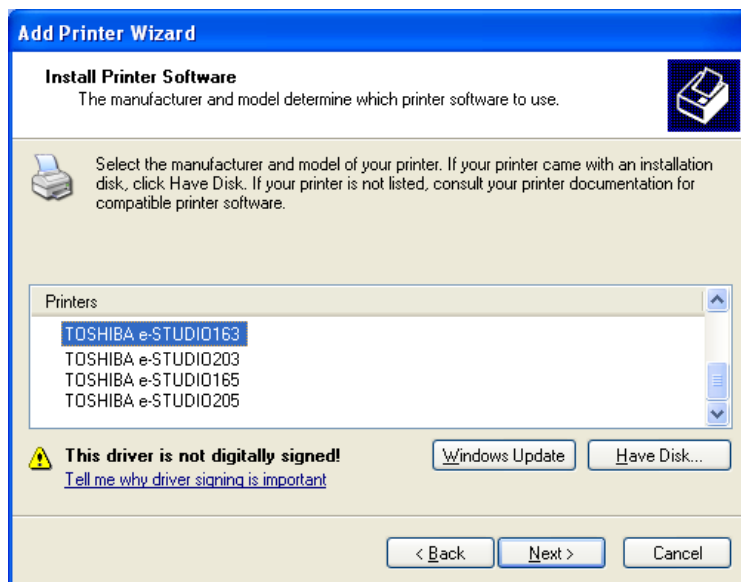 Add Printer Wizard
Install Printer Software
The manufacturer and model determine which printer software to use.
Select the manufacturer and model of your printer. If your printer came with an installation
disk, click Have Disk. If your printer is not listed, consult your printer documentation for
compatible printer software.
Printers
TOSHIBA e-STUDIO163
TOSHIBA e-STUDIO203
TOSHIBA e-STUDIO165
TOSHIBA e-STUDIO205
This driver is not digitally signed!
Tell me why driver signing is important
Windows Update
Have Disk...
< Back
Next >
Cancel